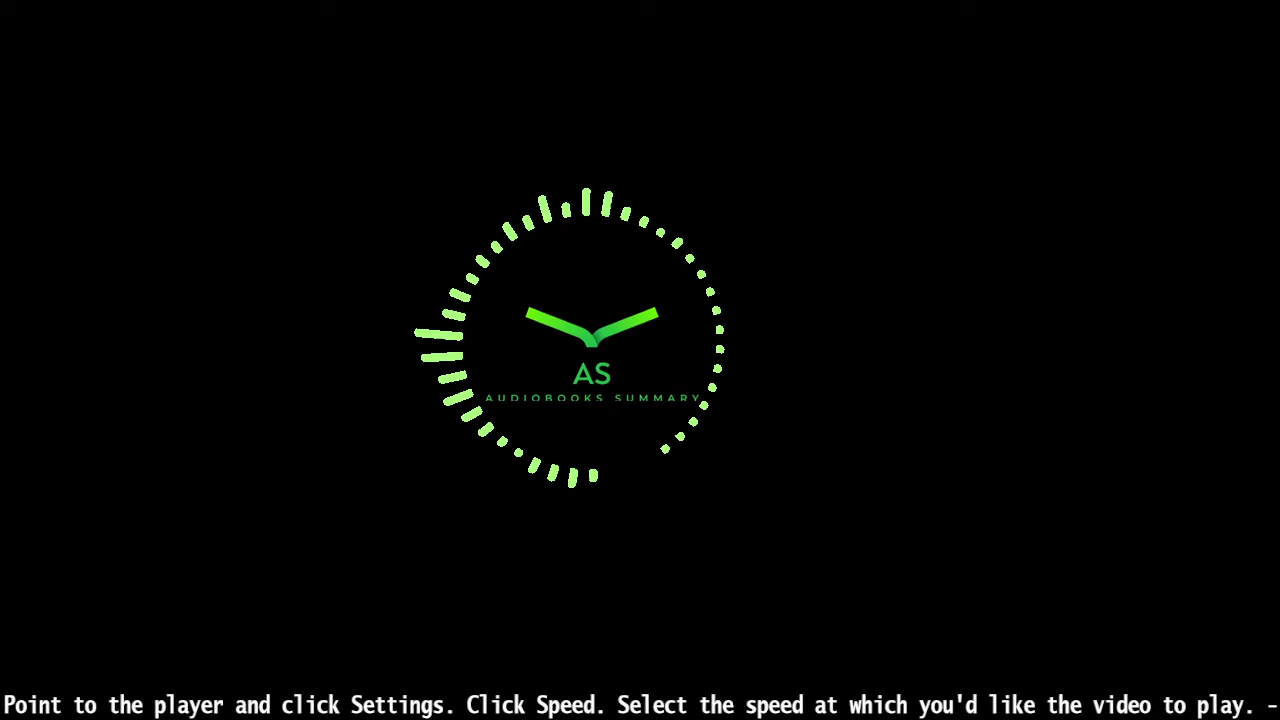 AS
AUDIOBOOKS SUMMARY
Point to the player and click Settings. Click Speed. Select the speed at which you'd like the video to play. -